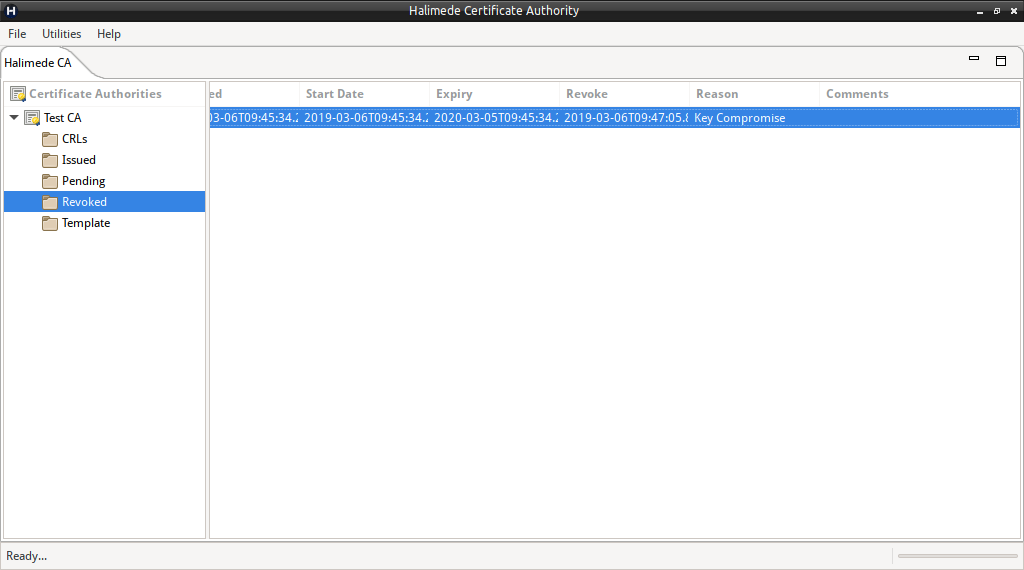 H Halimede Certificate Authority
File Utilities Help
Halimede CA
Certificate Authorities
Test CA
CRLs
Issued
Pending
Revoked
Template
ed Start Date Expiry Revoke Reason Comments
03-06T09:45:34.2 2019-03-06T09:45:34.2 2020-03-05T09:45:34.2 2019-03-06T09:47:05.8 Key Compromise
Ready...